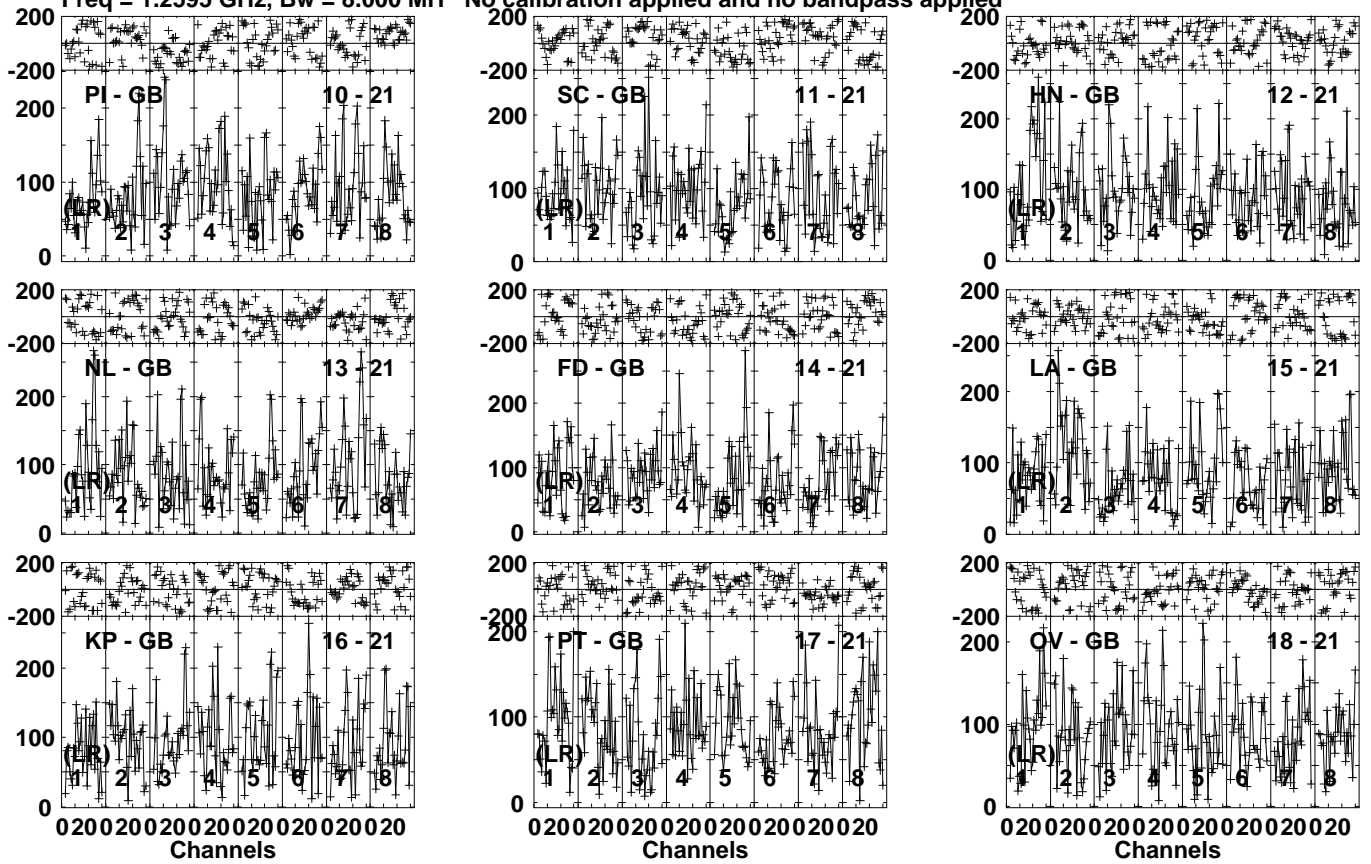 Freq = 1.2595 GHz, Bw = 8.000 MH No calibration applied and no bandpass applied
200
-200
200
100
0
PI - GB 10 - 21
(LR)
1 2 3 4 5 6 7 8
200
-200
200
100
0
SC - GB 11 - 21
(LR)
1 2 3 4 5 6 7 8
200
-200
200
100
0
HN - GB 12 - 21
(LR)
1 2 3 4 5 6 7 8
200
-200
200
100
0
NL - GB 13 - 21
(LR)
1 2 3 4 5 6 7 8
200
-200
200
100
0
FD - GB 14 - 21
(LR)
1 2 3 4 5 6 7 8
200
-200
200
100
0
LA - GB 15 - 21
(LR)
1 2 3 4 5 6 7 8
200
-200
200
100
0
KP - GB 16 - 21
(LR)
1 2 3 4 5 6 7 8
0 20 0 20 0 20 0 20 0 20 0 20 0 20 0 20
Channels
200
-200
200
100
0
PT - GB 17 - 21
(LR)
1 2 3 4 5 6 7 8
0 20 0 20 0 20 0 20 0 20 0 20 0 20 0 20
Channels
200
-200
200
100
0
OV - GB 18 - 21
(LR)
1 2 3 4 5 6 7 8
0 20 0 20 0 20 0 20 0 20 0 20 0 20 0 20
Channels